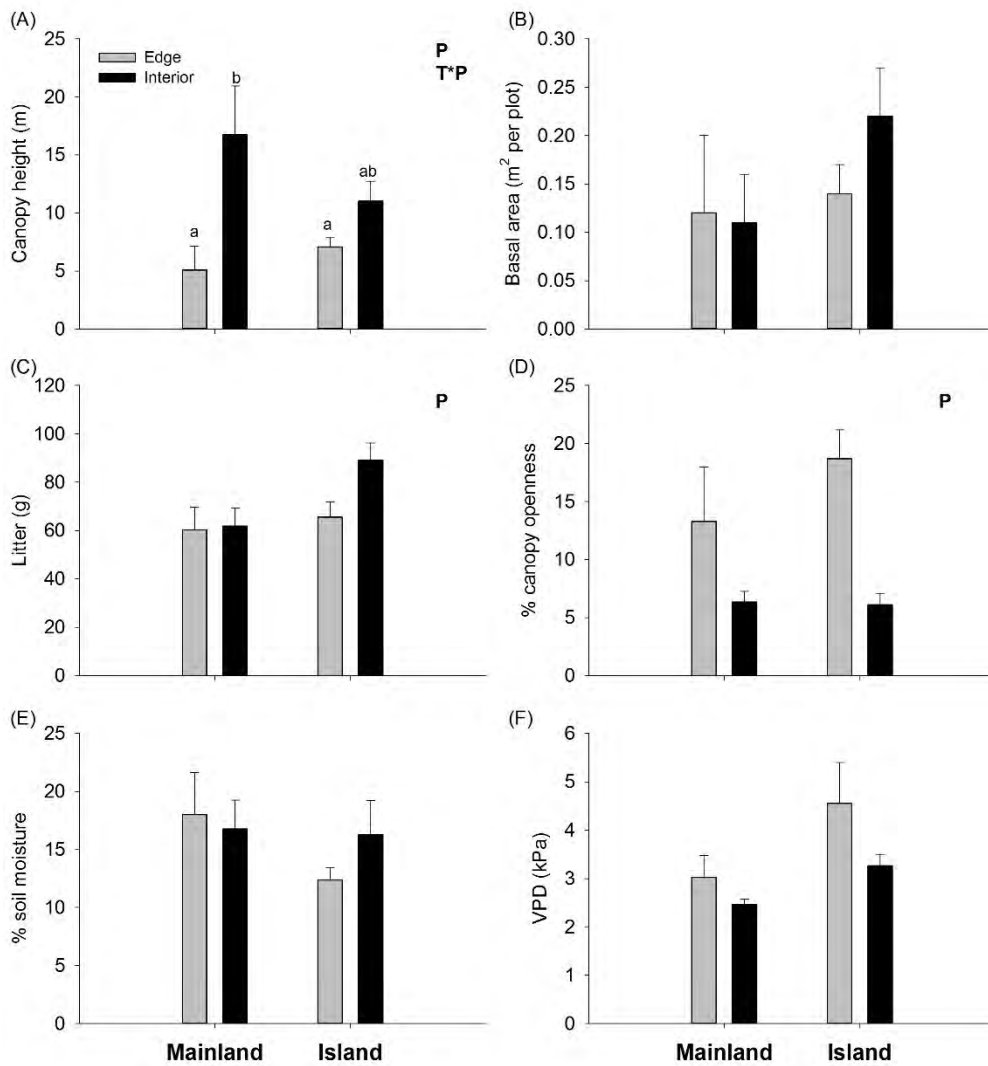 (A)
25
20
15
10
5
0
Canopy height (m)
Edge
Interior
P
T*P
a
b
a
ab
(B)
0.30
0.25
0.20
0.15
0.10
0.05
0.00
Basal area (m² per plot)
(C)
120
100
80
60
40
20
0
Litter (g)
P
(D)
25
20
15
10
5
0
% canopy openness
P
(E)
25
20
15
10
5
0
% soil moisture
Mainland Island
(F)
6
5
4
3
2
1
0
VPD (kPa)
Mainland Island